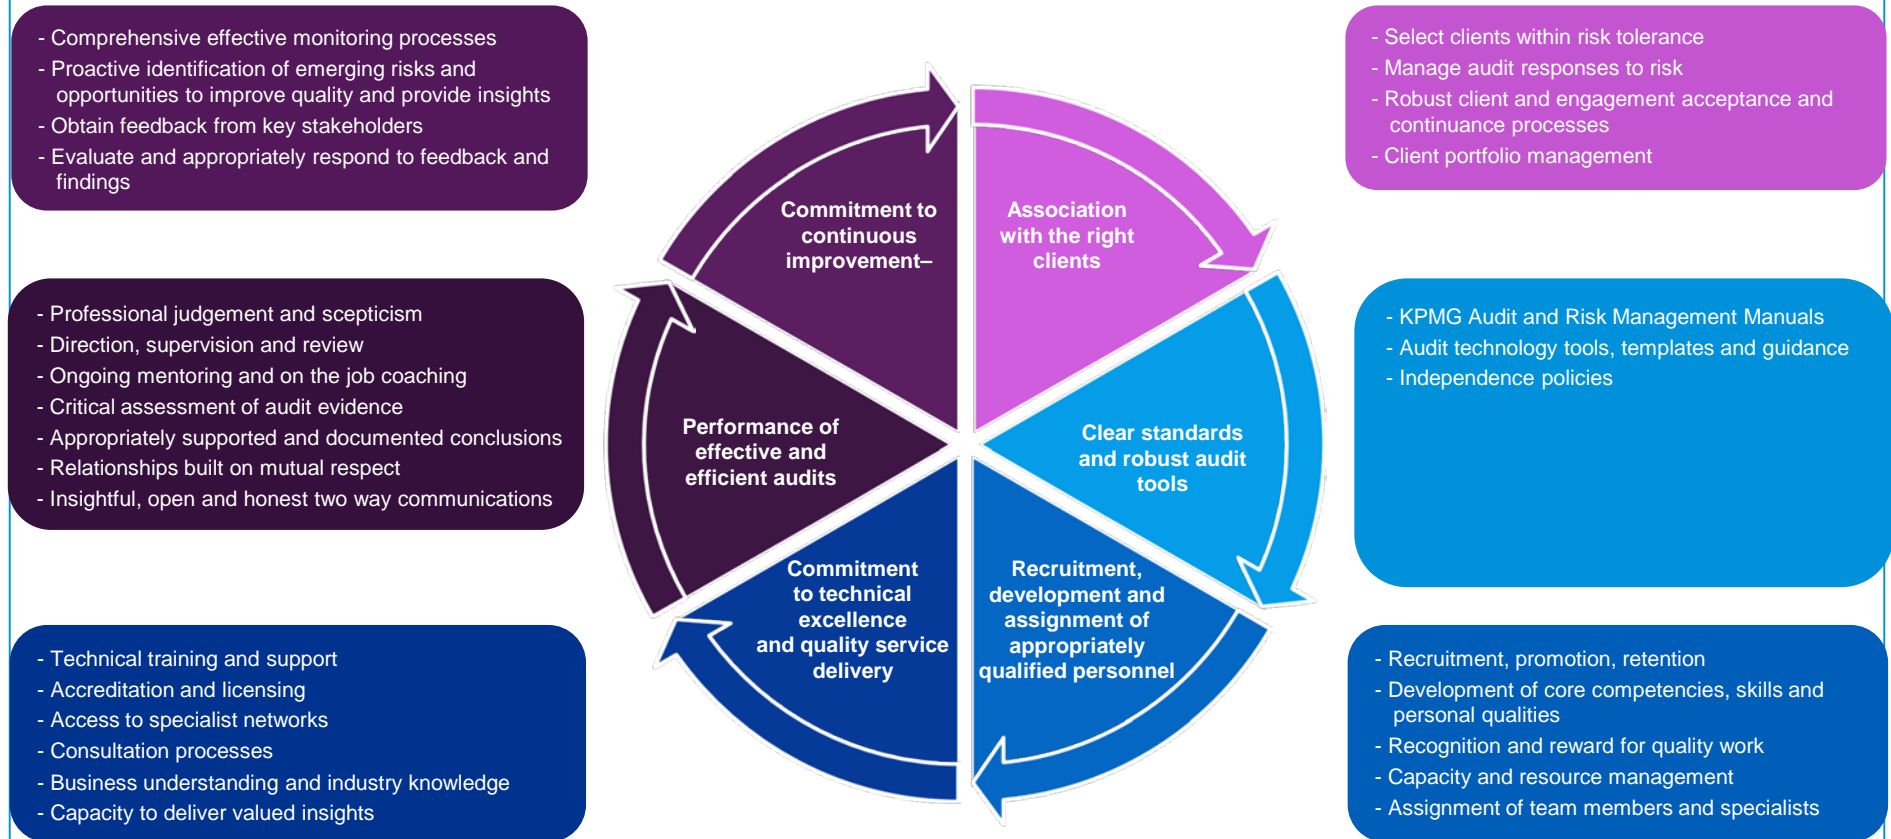 - Comprehensive effective monitoring processes
- Proactive identification of emerging risks and
opportunities to improve quality and provide insights
- Obtain feedback from key stakeholders
- Evaluate and appropriately respond to feedback and
findings
- Select clients within risk tolerance
- Manage audit responses to risk
- Robust client and engagement acceptance and
continuance processes
- Client portfolio management
Commitment to
continuous
improvement–
Association
with the right
clients
- Professional judgement and scepticism
- Direction, supervision and review
- Ongoing mentoring and on the job coaching
- Critical assessment of audit evidence
- Appropriately supported and documented conclusions
- Relationships built on mutual respect
- Insightful, open and honest two way communications
Performance of
effective and
efficient audits
Clear standards
and robust audit
tools
- KPMG Audit and Risk Management Manuals
- Audit technology tools, templates and guidance
- Independence policies
Commitment
to technical
excellence
and quality service
delivery
Recruitment,
development and
assignment of
appropriately
qualified personnel
- Technical training and support
- Accreditation and licensing
- Access to specialist networks
- Consultation processes
- Business understanding and industry knowledge
- Capacity to deliver valued insights
- Recruitment, promotion, retention
- Development of core competencies, skills and
personal qualities
- Recognition and reward for quality work
- Capacity and resource management
- Assignment of team members and specialists